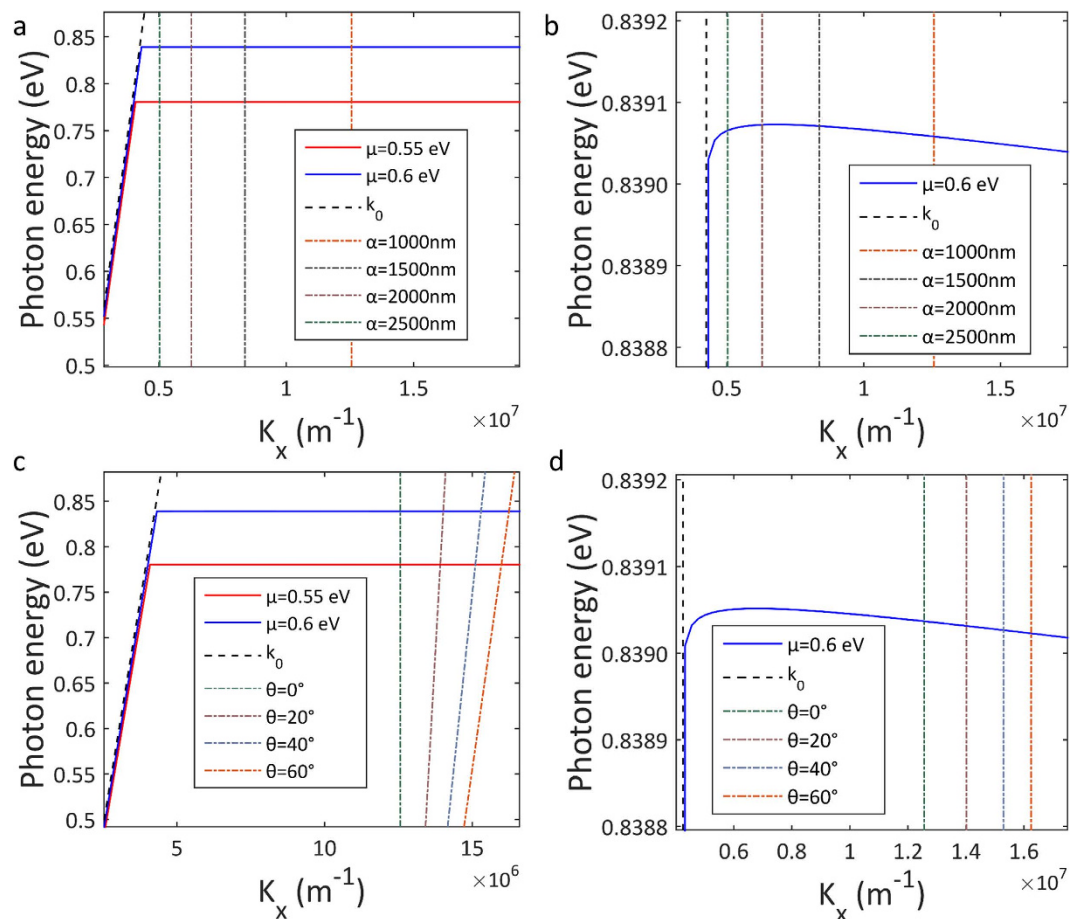 a
Photon energy (eV)
0.85
0.8
0.75
0.7
0.65
0.6
0.55
0.5
μ=0.55 eV
μ=0.6 eV
k0
α=1000nm
α=1500nm
α=2000nm
α=2500nm
0.5
1
1.5
×10^7
K_x (m^-1)
b
Photon energy (eV)
0.8392
0.8391
0.8390
0.8389
0.8388
μ=0.6 eV
k0
α=1000nm
α=1500nm
α=2000nm
α=2500nm
0.5
1
1.5
×10^7
K_x (m^-1)
c
Photon energy (eV)
0.85
0.8
0.75
0.7
0.65
0.6
0.55
0.5
μ=0.55 eV
μ=0.6 eV
k0
θ=0°
θ=20°
θ=40°
θ=60°
5
10
15
×10^6
K_x (m^-1)
d
Photon energy (eV)
0.8392
0.8391
0.8390
0.8389
0.8388
μ=0.6 eV
k0
θ=0°
θ=20°
θ=40°
θ=60°
0.6
0.8
1
1.2
1.4
1.6
×10^7
K_x (m^-1)